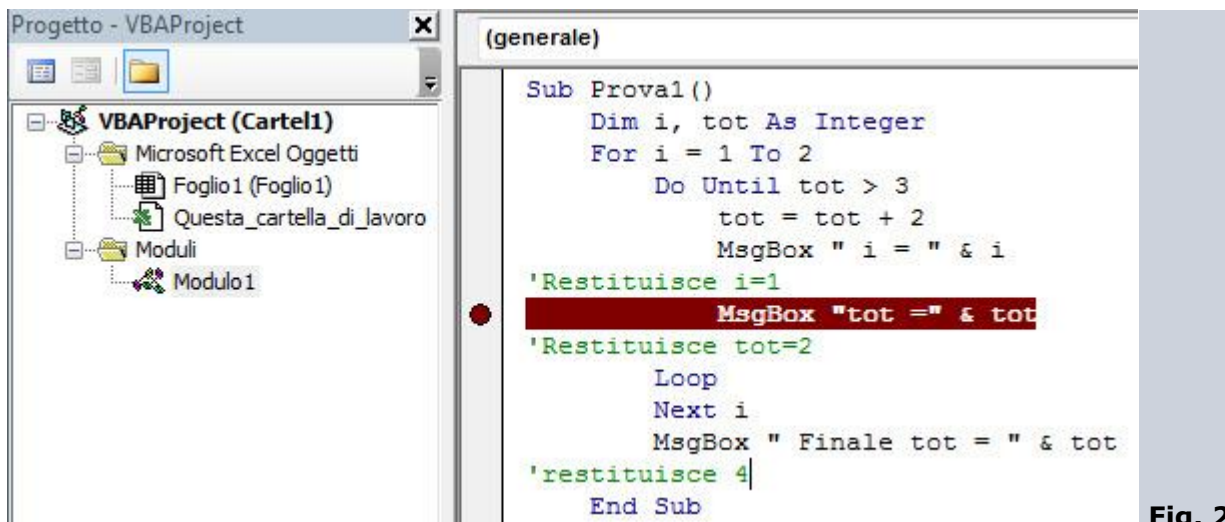 Progetto - VBAProject
VBAProject (Cartel1)
Microsoft Excel Oggetti
Foglio1 (Foglio1)
Questa_cartella_di_lavoro
Moduli
Modulo1
(generale)
Sub Prova1()
Dim i, tot As Integer
For i = 1 To 2
Do Until tot > 3
tot = tot + 2
MsgBox " i = " & i
'Restituisce i=1
MsgBox "tot =" & tot
'Restituisce tot=2
Loop
Next i
MsgBox " Finale tot = " & tot
'restituisce 4
End Sub
Fig. 2